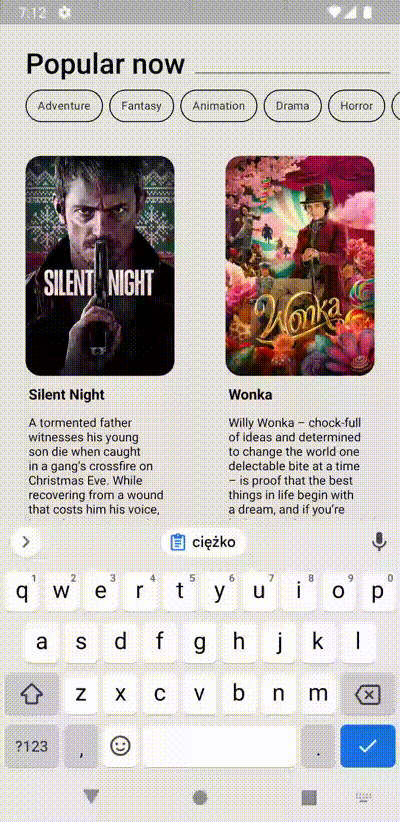 7:12
Popular now
Adventure Fantasy Animation Drama Horror
SILENT NIGHT
Wonka
Silent Night Wonka
A tormented father
witnesses his young
son die when caught
in a gang's crossfire on
Christmas Eve. While
recovering from a wound
that costs him his voice,
Willy Wonka – chock-full
of ideas and determined
to change the world one
delectable bite at a time
– is proof that the best
things in life begin with
a dream, and if you're
ciężko
1 2 3 4 5 6 7 8 9 0
q w e r t y u i o p
a s d f g h j k l
z x c v b n m
?123 , .